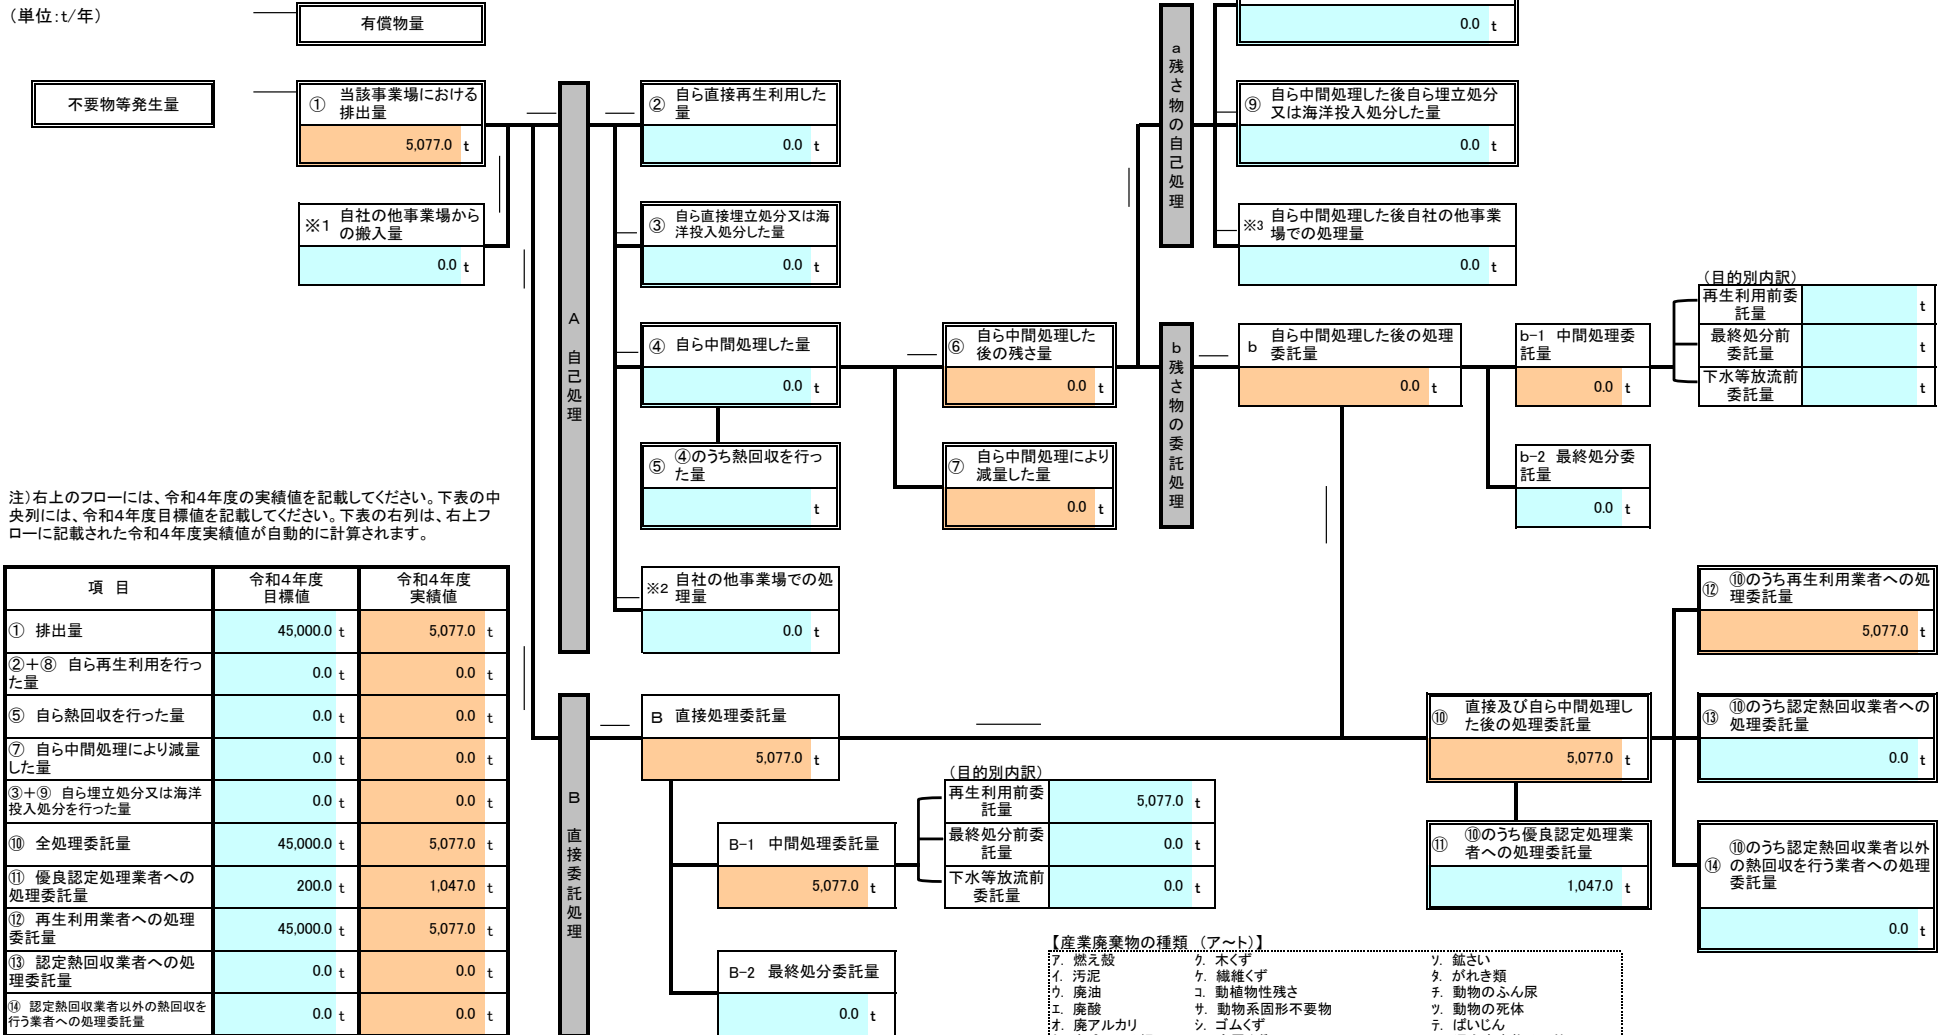 (単位:t/年)
有償物量
0.0 t
不要物等発生量
① 当該事業場における
排出量
5,077.0 t
※1 自社の他事業場から
の搬入量
0.0 t
A 自己処理
② 自ら直接再生利用した
量
0.0 t
③ 自ら直接埋立処分又は海
洋投入処分した量
0.0 t
④ 自ら中間処理した量
0.0 t
⑤ ④のうち熱回収を行っ
た量
t
※2 自社の他事業場での処
理量
0.0 t
⑥ 自ら中間処理した
後の残さ量
0.0 t
⑦ 自ら中間処理により
減量した量
0.0 t
a 残さ物の自己処理
⑨ 自ら中間処理した後自ら埋立処分
又は海洋投入処分した量
0.0 t
※3 自ら中間処理した後自社の他事業
場での処理量
0.0 t
b 残さ物の委託処理
b 自ら中間処理した後の処理
委託量
0.0 t
b-1 中間処理委
託量
0.0 t
b-2 最終処分委
託量
0.0 t
(目的別内訳)
再生利用前委
託量
t
最終処分前
委託量
t
下水等放流前
委託量
t
注)右上のフローには、令和4年度の実績値を記載してください。下表の中
央列には、令和4年度目標値を記載してください。下表の右列は、右上フ
ローに記載された令和4年度実績値が自動的に計算されます。
項 目
令和4年度
目標値
令和4年度
実績値
① 排出量 45,000.0 t 5,077.0 t
②+⑧ 自ら再生利用を行っ
た量
0.0 t 0.0 t
⑤ 自ら熱回収を行った量 0.0 t 0.0 t
⑦ 自ら中間処理により減量
した量
0.0 t 0.0 t
③+⑨ 自ら埋立処分又は海洋
投入処分を行った量
0.0 t 0.0 t
⑩ 全処理委託量 45,000.0 t 5,077.0 t
⑪ 優良認定処理業者への
処理委託量
200.0 t 1,047.0 t
⑫ 再生利用業者への処理
委託量
45,000.0 t 5,077.0 t
⑬ 認定熱回収業者への処
理委託量
0.0 t 0.0 t
⑭ 認定熱回収業者以外の熱回収を
行う業者への処理委託量
0.0 t 0.0 t
B 直接委託処理
B 直接処理委託量
5,077.0 t
B-1 中間処理委託量
5,077.0 t
B-2 最終処分委託量
0.0 t
(目的別内訳)
再生利用前委
託量
5,077.0 t
最終処分前委
託量
0.0 t
下水等放流前
委託量
0.0 t
⑩ 直接及び自ら中間処理し
た後の処理委託量
5,077.0 t
⑪ ⑩のうち優良認定処理業
者への処理委託量
1,047.0 t
⑫ ⑩のうち再生利用業者への処
理委託量
5,077.0 t
⑬ ⑩のうち認定熱回収業者への
処理委託量
0.0 t
⑭ ⑩のうち認定熱回収業者以外
の熱回収を行う業者への処理
委託量
0.0 t
【産業廃棄物の種類 (ア~ト)】
ア. 燃え殻 ク. 木くず ソ. 鉱さい
イ. 汚泥 ケ. 繊維くず タ. がれき類
ウ. 廃油 コ. 動植物性残さ チ. 動物のふん尿
エ. 廃酸 サ. 動物系固形不要物 ツ. 動物の死体
オ. 廃アルカリ シ. ゴムくず テ. ばいじん